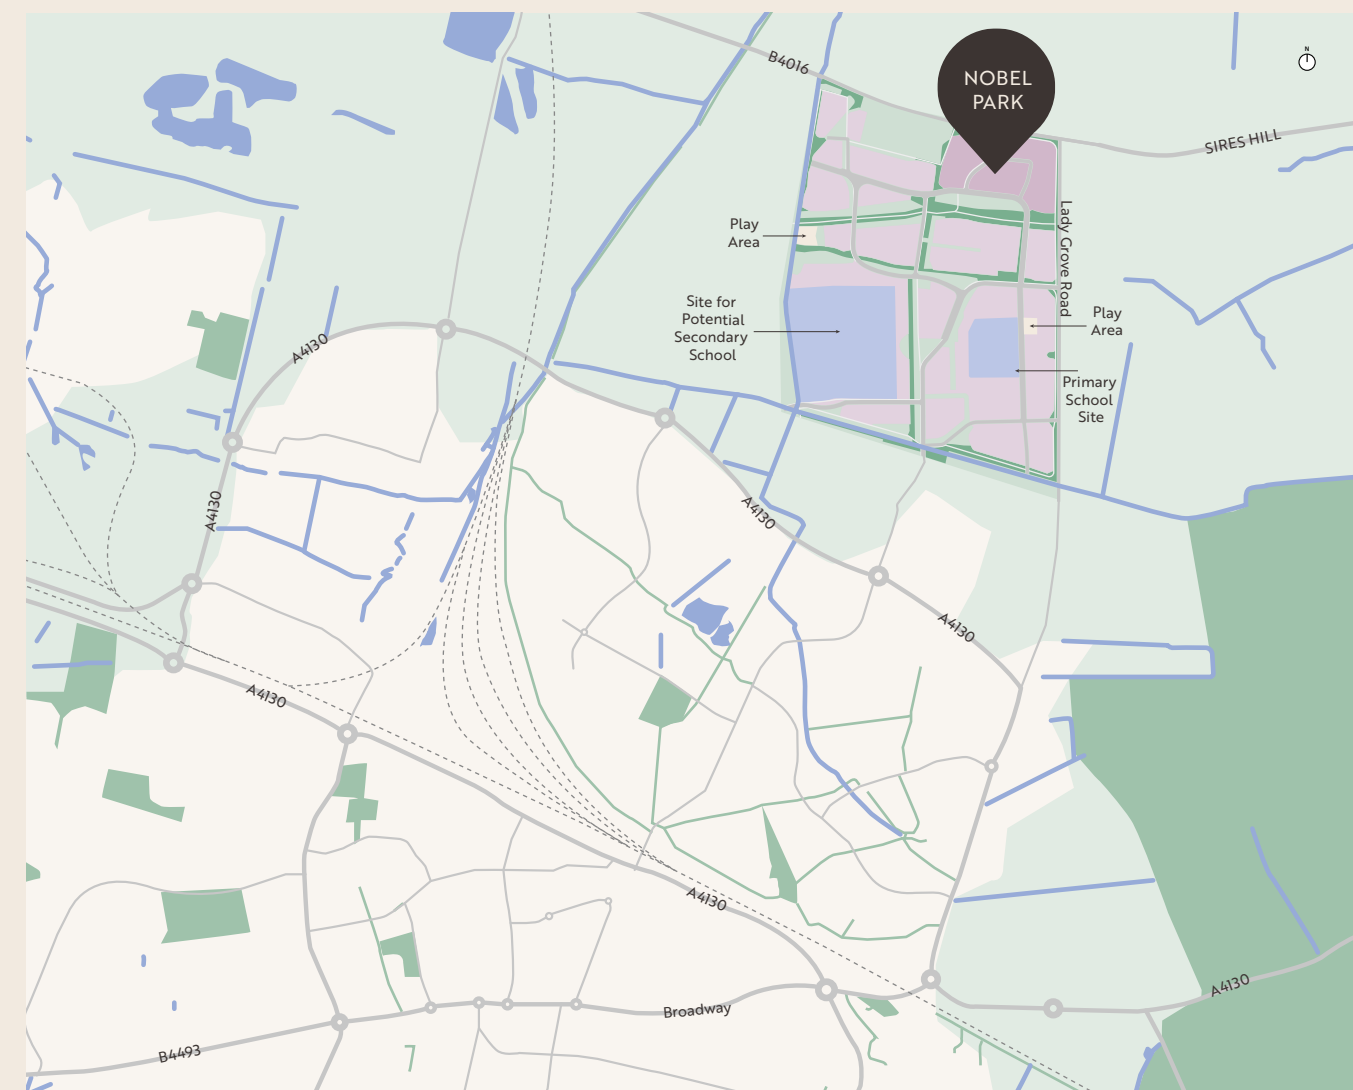 B4016
N
NOBEL
PARK
SIRES HILL
Play
Area
Lady Grove Road
Site for
Potential
Secondary
School
Play
Area
A4130
Primary
School
Site
A4130
A4130
A4130
A4130
A4130
A4130
Broadway
B4493